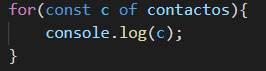 for(const c of contactos){
    console.log(c);
}